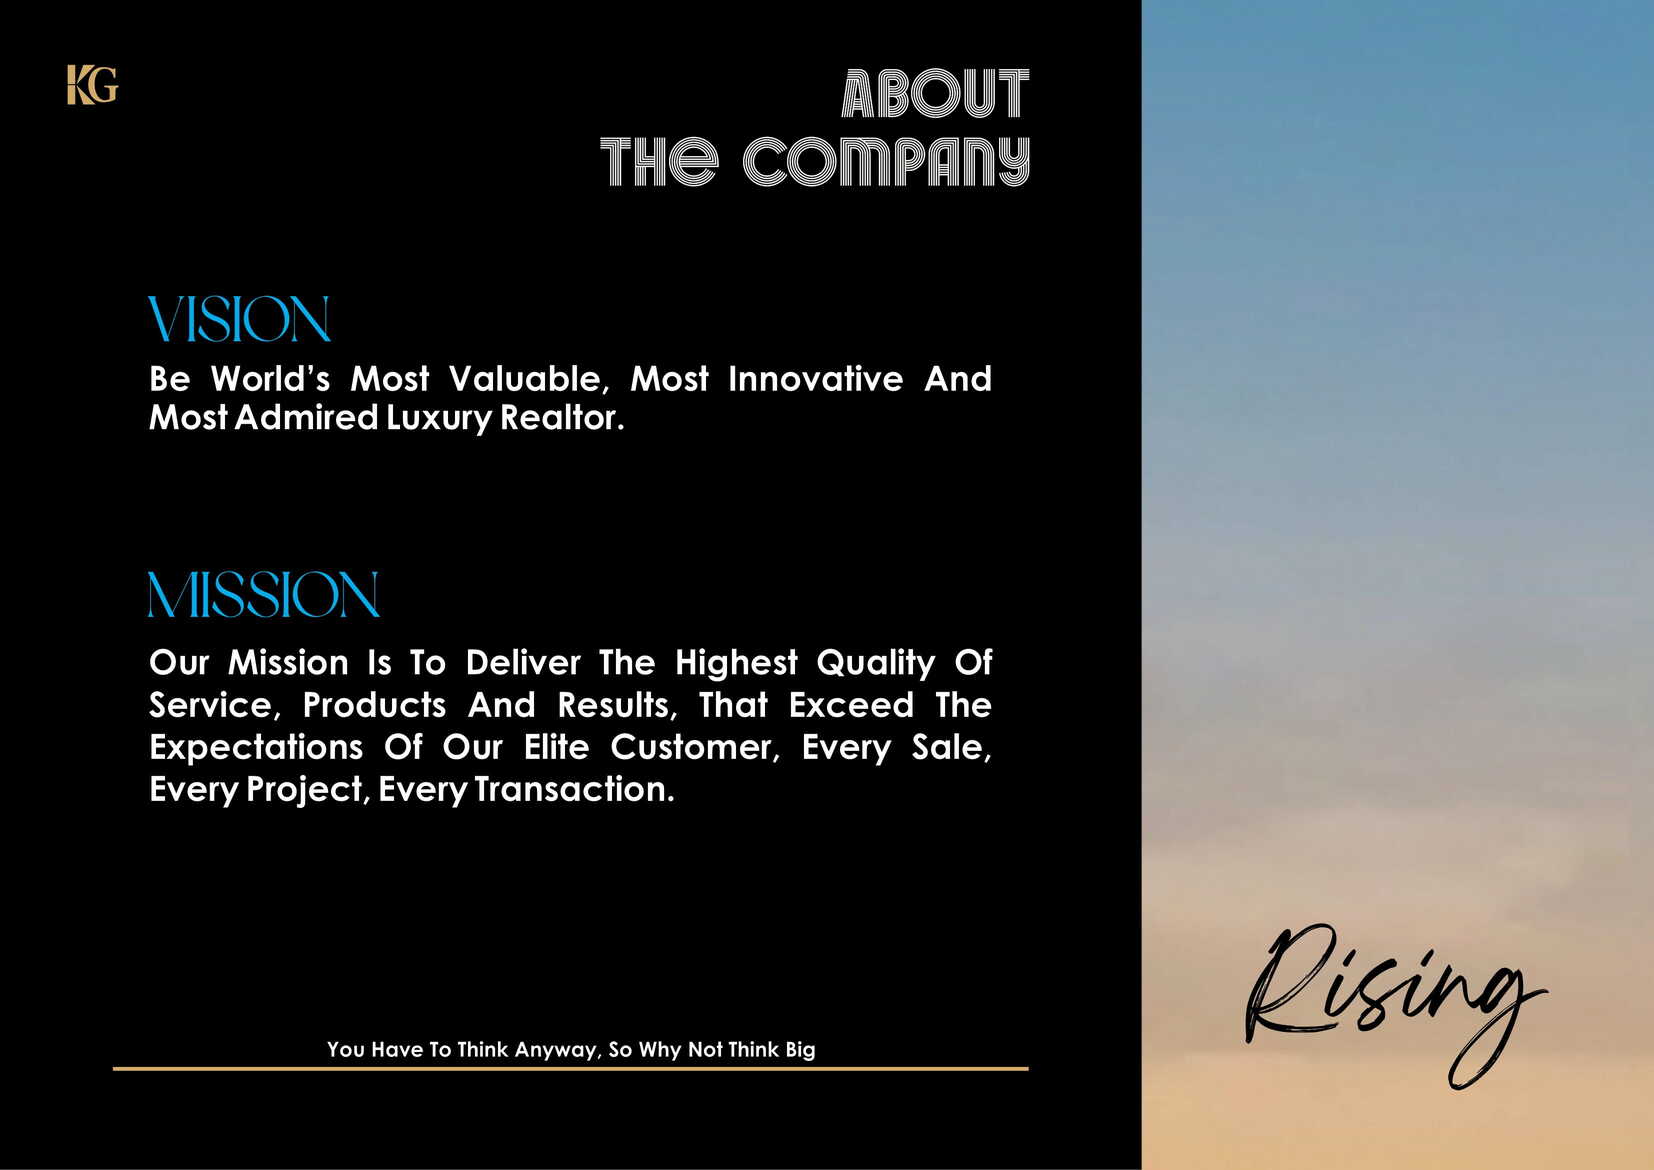 KG
ABOUT
THE COMPANY
VISION
Be World’s Most Valuable, Most Innovative And
Most Admired Luxury Realtor.
MISSION
Our Mission Is To Deliver The Highest Quality Of
Service, Products And Results, That Exceed The
Expectations Of Our Elite Customer, Every Sale,
Every Project, Every Transaction.
You Have To Think Anyway, So Why Not Think Big
Rising